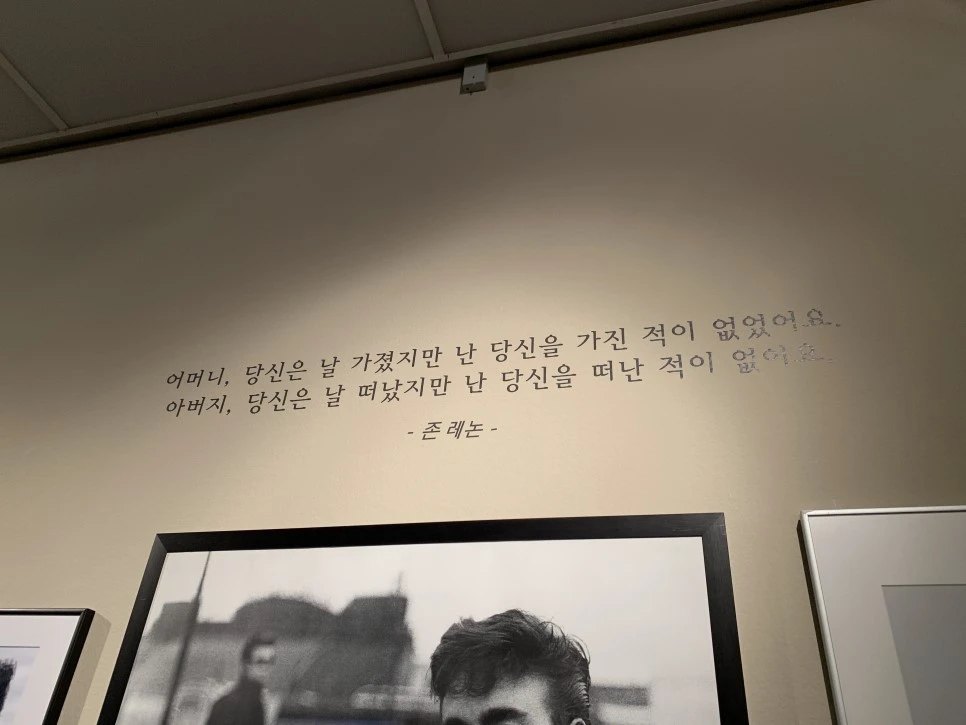 어머니, 당신은 날 가졌지만 난 당신을 가진 적이 없었어요.
아버지, 당신은 날 떠났지만 난 당신을 떠난 적이 없어요.
- 존 레논 -